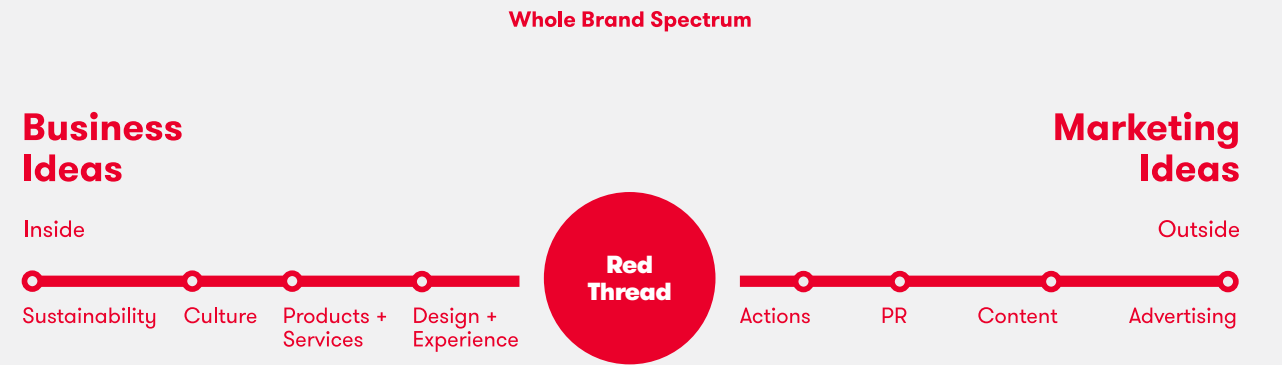 Whole Brand Spectrum
Business
Ideas
Marketing
Ideas
Inside
Outside
Red
Thread
Sustainability
Culture
Products +
Services
Design +
Experience
Actions
PR
Content
Advertising